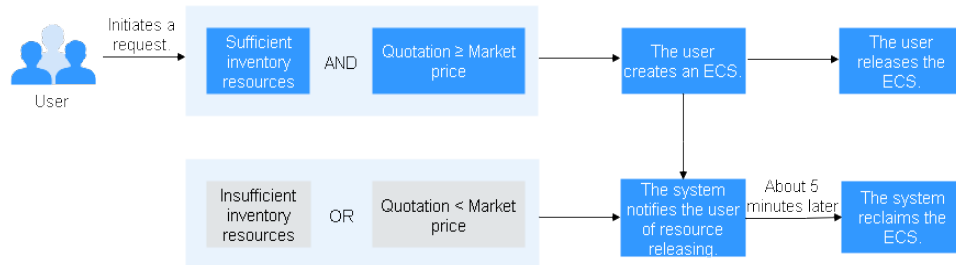 Initiates a
request.
User
Sufficient
inventory
resources
AND
Quotation ≥ Market
price
The user
creates an ECS.
The user
releases the
ECS.
Insufficient
inventory
resources
OR
Quotation < Market
price
The system
notifies the user
of resource
releasing.
About 5
minutes later
The system
reclaims the
ECS.